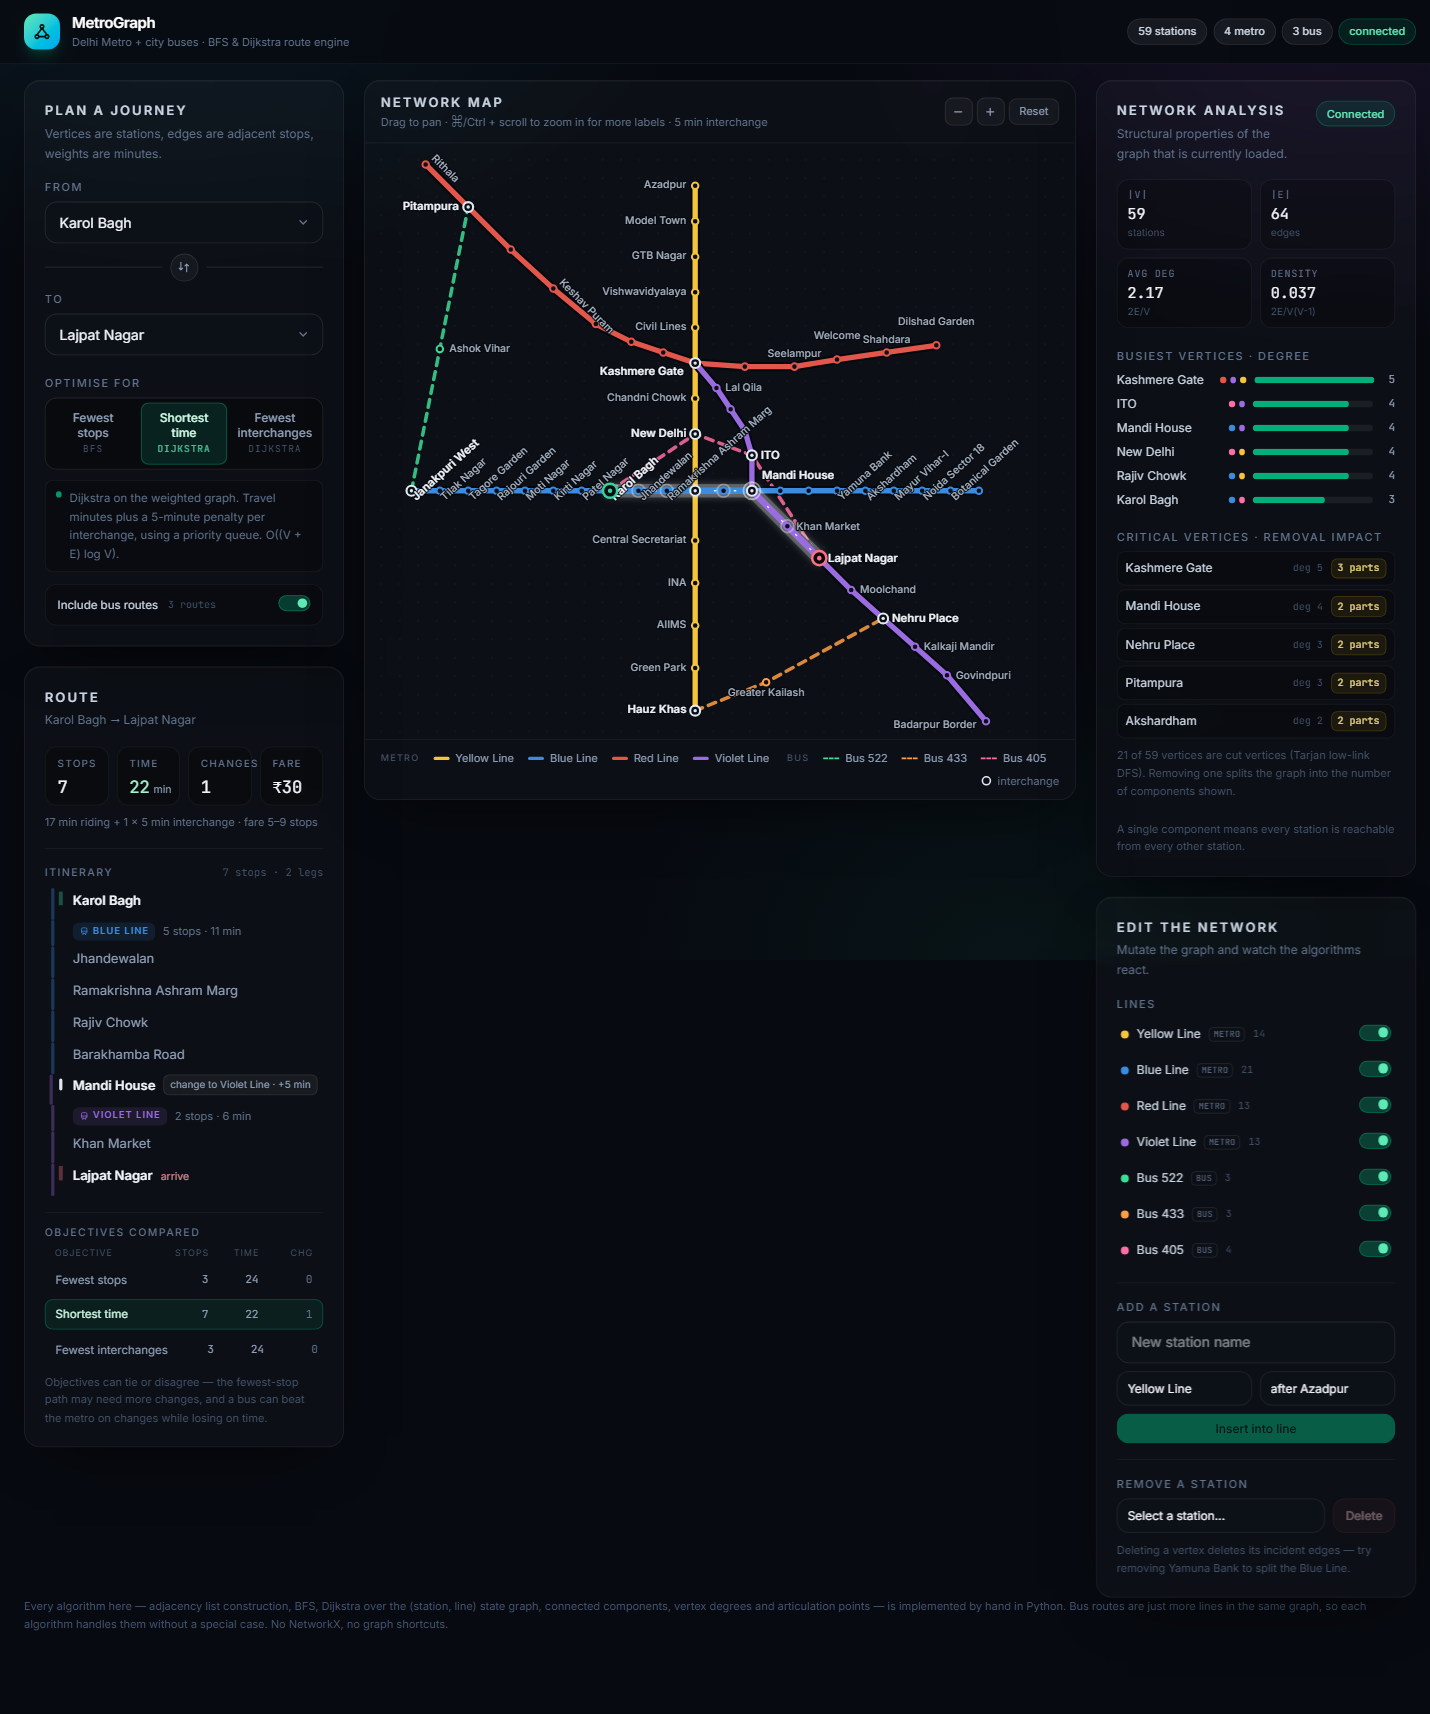 MetroGraph
Delhi Metro + city buses · BFS & Dijkstra route engine
59 stations
4 metro
3 bus
connected
PLAN A JOURNEY
Vertices are stations, edges are adjacent stops,
weights are minutes.
FROM
Karol Bagh
TO
Lajpat Nagar
OPTIMISE FOR
Fewest
stops
BFS
Shortest
time
DIJKSTRA
Fewest
interchanges
DIJKSTRA
Dijkstra on the weighted graph. Travel
minutes plus a 5-minute penalty per
interchange, using a priority queue. O((V +
E) log V).
Include bus routes 3 routes
ROUTE
Karol Bagh → Lajpat Nagar
STOPS
7
TIME
22 min
CHANGES
1
FARE
₹30
17 min riding + 1 × 5 min interchange · fare 5–9 stops
ITINERARY
7 stops · 2 legs
Karol Bagh
BLUE LINE 5 stops · 11 min
Jhandewalan
Ramakrishna Ashram Marg
Rajiv Chowk
Barakhamba Road
Mandi House change to Violet Line · +5 min
VIOLET LINE 2 stops · 6 min
Khan Market
Lajpat Nagar arrive
OBJECTIVES COMPARED
OBJECTIVE STOPS TIME CHG
Fewest stops 3 24 0
Shortest time 7 22 1
Fewest interchanges 3 24 0
Objectives can tie or disagree — the fewest-stop
path may need more changes, and a bus can beat
the metro on changes while losing on time.
NETWORK MAP
Drag to pan · ⌘/Ctrl + scroll to zoom in for more labels · 5 min interchange
−
+
Reset
Rithala
Pitampura
Keshav Puram
Azadpur
Model Town
GTB Nagar
Vishwavidyalaya
Civil Lines
Kashmere Gate
Chandni Chowk
New Delhi
Seelampur
Welcome
Shahdara
Dilshad Garden
Lal Qila
Ashok Vihar
ITO
Mandi House
Janakpuri West
Tilak Nagar
Tagore Garden
Rajouri Garden
Moti Nagar
Kirti Nagar
Patel Nagar
Karol Bagh
Jhandewalan
Ramakrishna Ashram Marg
Yamuna Bank
Akshardham
Mayur Vihar-I
Noida Sector 18
Botanical Garden
Khan Market
Central Secretariat
Lajpat Nagar
INA
Moolchand
AIIMS
Nehru Place
Kalkaji Mandir
Green Park
Govindpuri
Greater Kailash
Hauz Khas
Badarpur Border
METRO Yellow Line Blue Line Red Line Violet Line BUS Bus 522 Bus 433 Bus 405
interchange
NETWORK ANALYSIS
Connected
Structural properties of the
graph that is currently loaded.
|V|
59
stations
|E|
64
edges
AVG DEG
2.17
2E/V
DENSITY
0.037
2E/V(V-1)
BUSIEST VERTICES · DEGREE
Kashmere Gate 5
ITO 4
Mandi House 4
New Delhi 4
Rajiv Chowk 4
Karol Bagh 3
CRITICAL VERTICES · REMOVAL IMPACT
Kashmere Gate deg 5 3 parts
Mandi House deg 4 2 parts
Nehru Place deg 3 2 parts
Pitampura deg 3 2 parts
Akshardham deg 2 2 parts
21 of 59 vertices are cut vertices (Tarjan low-link
DFS). Removing one splits the graph into the number
of components shown.
A single component means every station is reachable
from every other station.
EDIT THE NETWORK
Mutate the graph and watch the algorithms
react.
LINES
Yellow Line METRO 14
Blue Line METRO 21
Red Line METRO 13
Violet Line METRO 13
Bus 522 BUS 3
Bus 433 BUS 3
Bus 405 BUS 4
ADD A STATION
New station name
Yellow Line
after Azadpur
Insert into line
REMOVE A STATION
Select a station...
Delete
Deleting a vertex deletes its incident edges — try
removing Yamuna Bank to split the Blue Line.
Every algorithm here — adjacency list construction, BFS, Dijkstra over the (station, line) state graph, connected components, vertex degrees and articulation points — is implemented by hand in Python. Bus routes are just more lines in the same graph, so each
algorithm handles them without a special case. No NetworkX, no graph shortcuts.